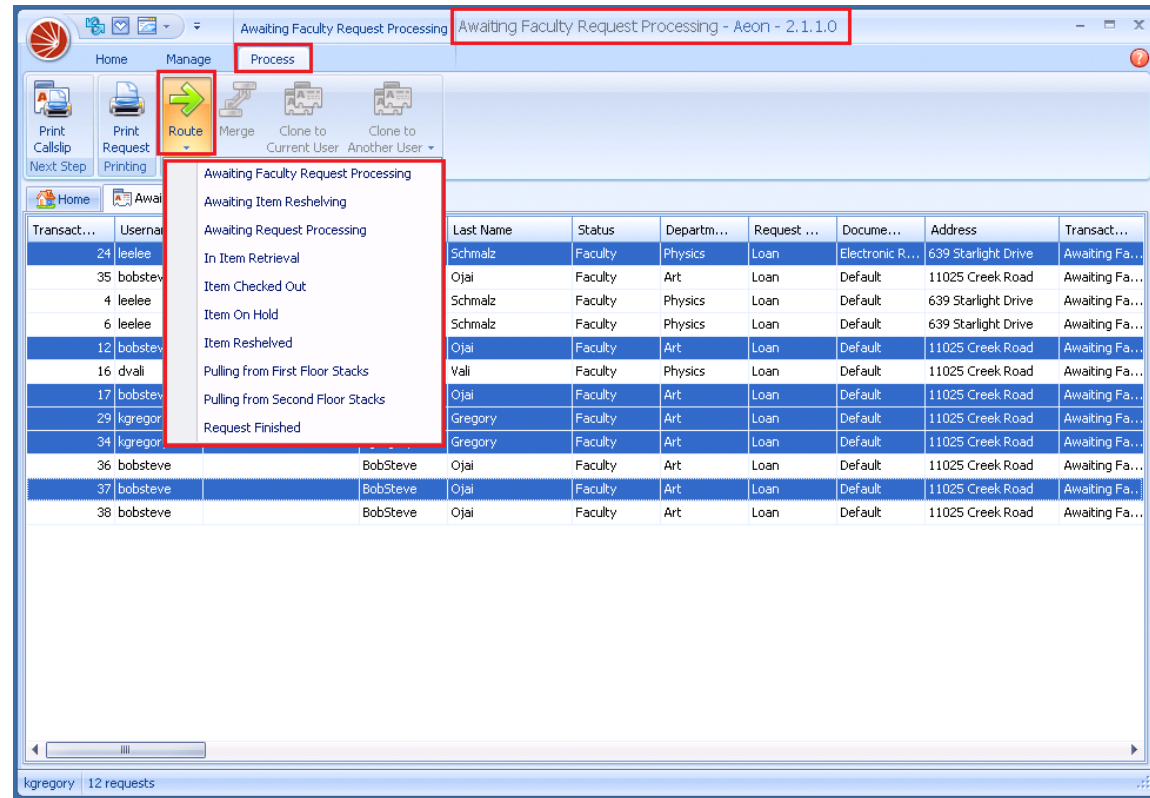 Awaiting Faculty Request Processing Awaiting Faculty Request Processing - Aeon - 2.1.1.0
Home Manage Process
Print Callslip
Print Request
Route
Merge
Clone to Current User
Clone to Another User
Next Step Printing
Home Awai
Awaiting Faculty Request Processing
Awaiting Item Reshelving
Awaiting Request Processing
In Item Retrieval
Item Checked Out
Item On Hold
Item Reshelved
Pulling from First Floor Stacks
Pulling from Second Floor Stacks
Request Finished
Transact... Usernar Last Name Status Departm... Request ... Docume... Address Transact...
24 leelee Schmalz Faculty Physics Loan Electronic R... 639 Starlight Drive Awaiting Fa...
35 bobstev Ojai Faculty Art Loan Default 11025 Creek Road Awaiting Fa...
4 leelee Schmalz Faculty Physics Loan Default 639 Starlight Drive Awaiting Fa...
6 leelee Schmalz Faculty Physics Loan Default 639 Starlight Drive Awaiting Fa...
12 bobstev Ojai Faculty Art Loan Default 11025 Creek Road Awaiting Fa...
16 dvali Vali Faculty Physics Loan Default 11025 Creek Road Awaiting Fa...
17 bobstev Ojai Faculty Art Loan Default 11025 Creek Road Awaiting Fa...
29 kgregor Gregory Faculty Art Loan Default 11025 Creek Road Awaiting Fa...
34 kgregor Gregory Faculty Art Loan Default 11025 Creek Road Awaiting Fa...
36 bobsteve BobSteve Ojai Faculty Art Loan Default 11025 Creek Road Awaiting Fa...
37 bobsteve BobSteve Ojai Faculty Art Loan Default 11025 Creek Road Awaiting Fa...
38 bobsteve BobSteve Ojai Faculty Art Loan Default 11025 Creek Road Awaiting Fa...
kgregory 12 requests